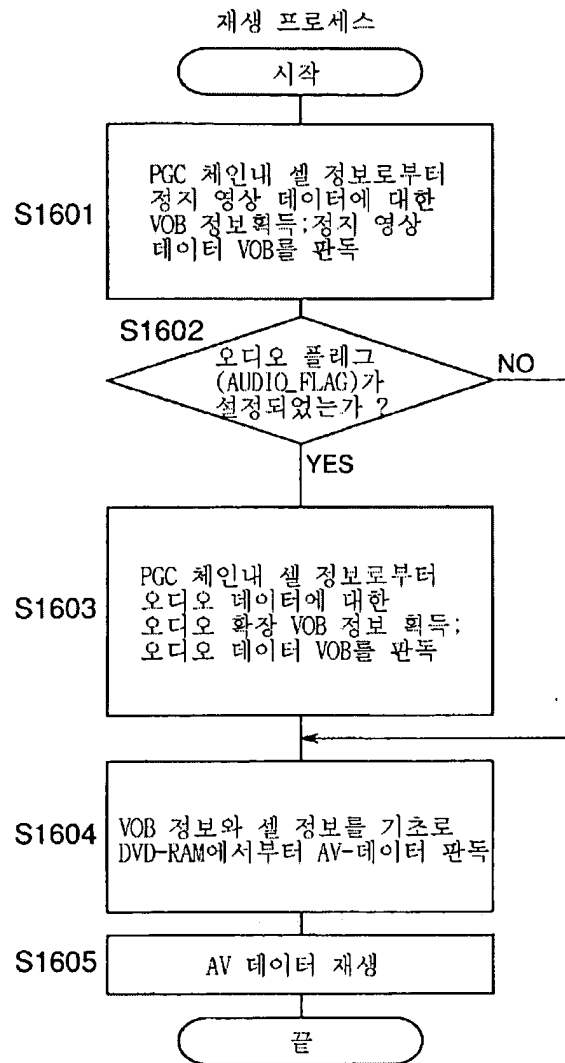 재생 프로세스
시작
S1601
PGC 체인내 셀 정보로부터
정지 영상 데이터에 대한
VOB 정보획득;정지 영상
데이터 VOB를 판독
S1602
오디오 플레그
(AUDIO_FLAG)가
설정되었는가 ?
NO
YES
S1603
PGC 체인내 셀 정보로부터
오디오 데이터에 대한
오디오 확장 VOB 정보 획득;
오디오 데이터 VOB를 판독
S1604
VOB 정보와 셀 정보를 기초로
DVD-RAM에서부터 AV-데이터 판독
S1605
AV 데이터 재생
끝